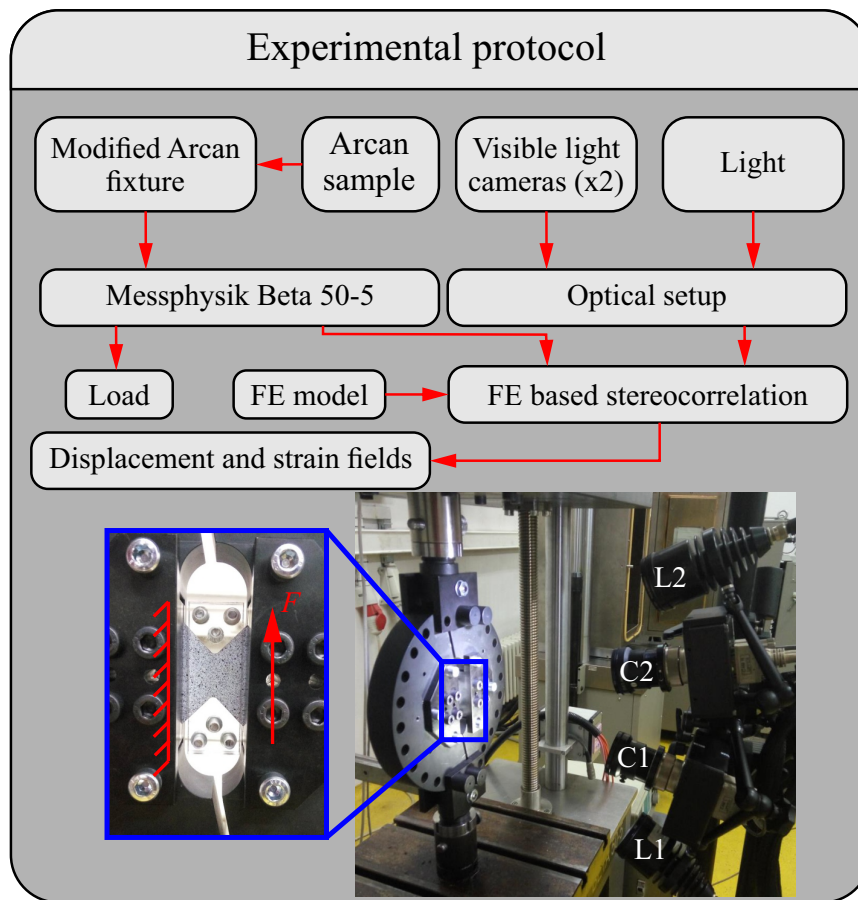 Experimental protocol
Modified Arcan
fixture
Arcan
sample
Visible light
cameras (x2)
Light
Messphysik Beta 50-5
Optical setup
Load
FE model
FE based stereocorrelation
Displacement and strain fields
F
L2
C2
C1
L1